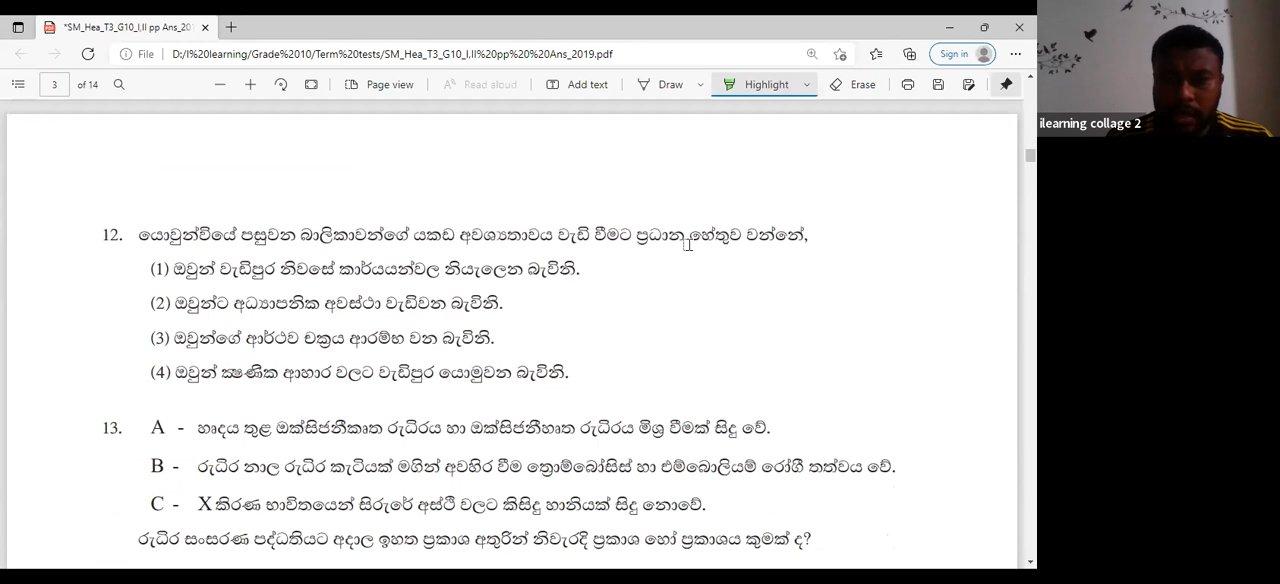 *SM_Hea_T3_G10_I,II pp Ans_201
File D:/I%20learning/Grade%2010/Term%20tests/SM_Hea_T3_G10_I,II%20pp%20%20Ans_2019.pdf
Sign in
3 of 14 Page view Read aloud Add text Draw Highlight Erase
ilearning collage 2
12. යොවුන්වියේ පසුවන බාලිකාවන්ගේ යකඩ අවශ්‍යතාවය වැඩි වීමට ප්‍රධාන හේතුව වන්නේ,
(1) ඔවුන් වැඩිපුර නිවසේ කාර්යයන්වල නියැලෙන බැවිනි.
(2) ඔවුන්ට අධ්‍යාපනික අවස්ථා වැඩිවන බැවිනි.
(3) ඔවුන්ගේ ආර්ථව චක්‍රය ආරම්භ වන බැවිනි.
(4) ඔවුන් ක්‍ෂණික ආහාර වලට වැඩිපුර යොමුවන බැවිනි.
13. A - හෘදය තුළ ඔක්සිජනීකෘත රුධිරය හා ඔක්සිජනීහෘත රුධිරය මිශ්‍ර වීමක් සිදු වේ.
B - රුධිර නාල රුධිර කැටියක් මගින් අවහිර වීම ත්‍රොම්බෝසිස් හා එම්බොලියම් රෝගී තත්වය වේ.
C - X කිරණ භාවිතයෙන් සිරුරේ අස්ථි වලට කිසිදු හානියක් සිදු නොවේ.
රුධිර සංසරණ පද්ධතියට අදාල ඉහත ප්‍රකාශ අතුරින් නිවැරදි ප්‍රකාශ හෝ ප්‍රකාශය කුමක් ද?